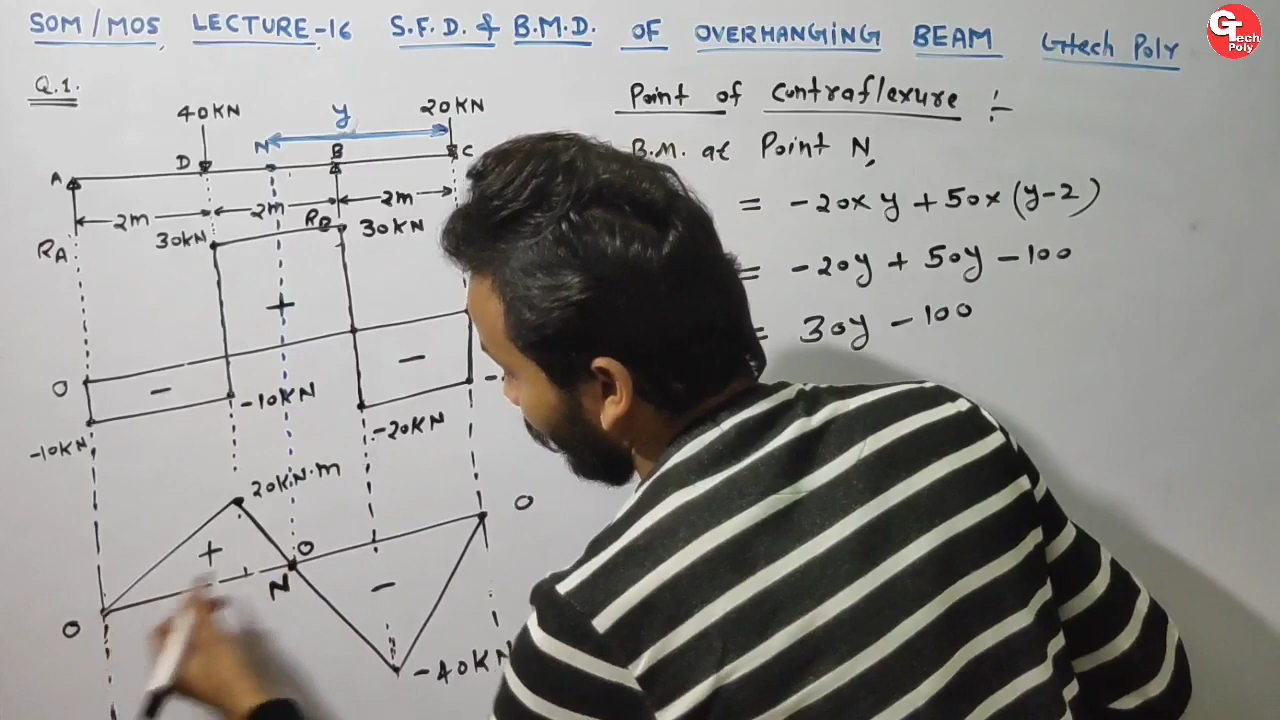 SOM/MOS LECTURE-16 S.F.D. & B.M.D. OF OVERHANGING BEAM Gtech Poly
G Tech Poly
Q.1.
Point of Contraflexure :-
40KN y 20KN
B.M. at Point N,
A D N B C
= -20×y + 50×(y-2)
2m 2m 2m
RA 30KN RB 30KN
= -20y + 50y - 100
+
= 30y - 100
0 - -
-10KN -10KN -20KN
20KN.m
0
+ 0
N -
0
-40KN